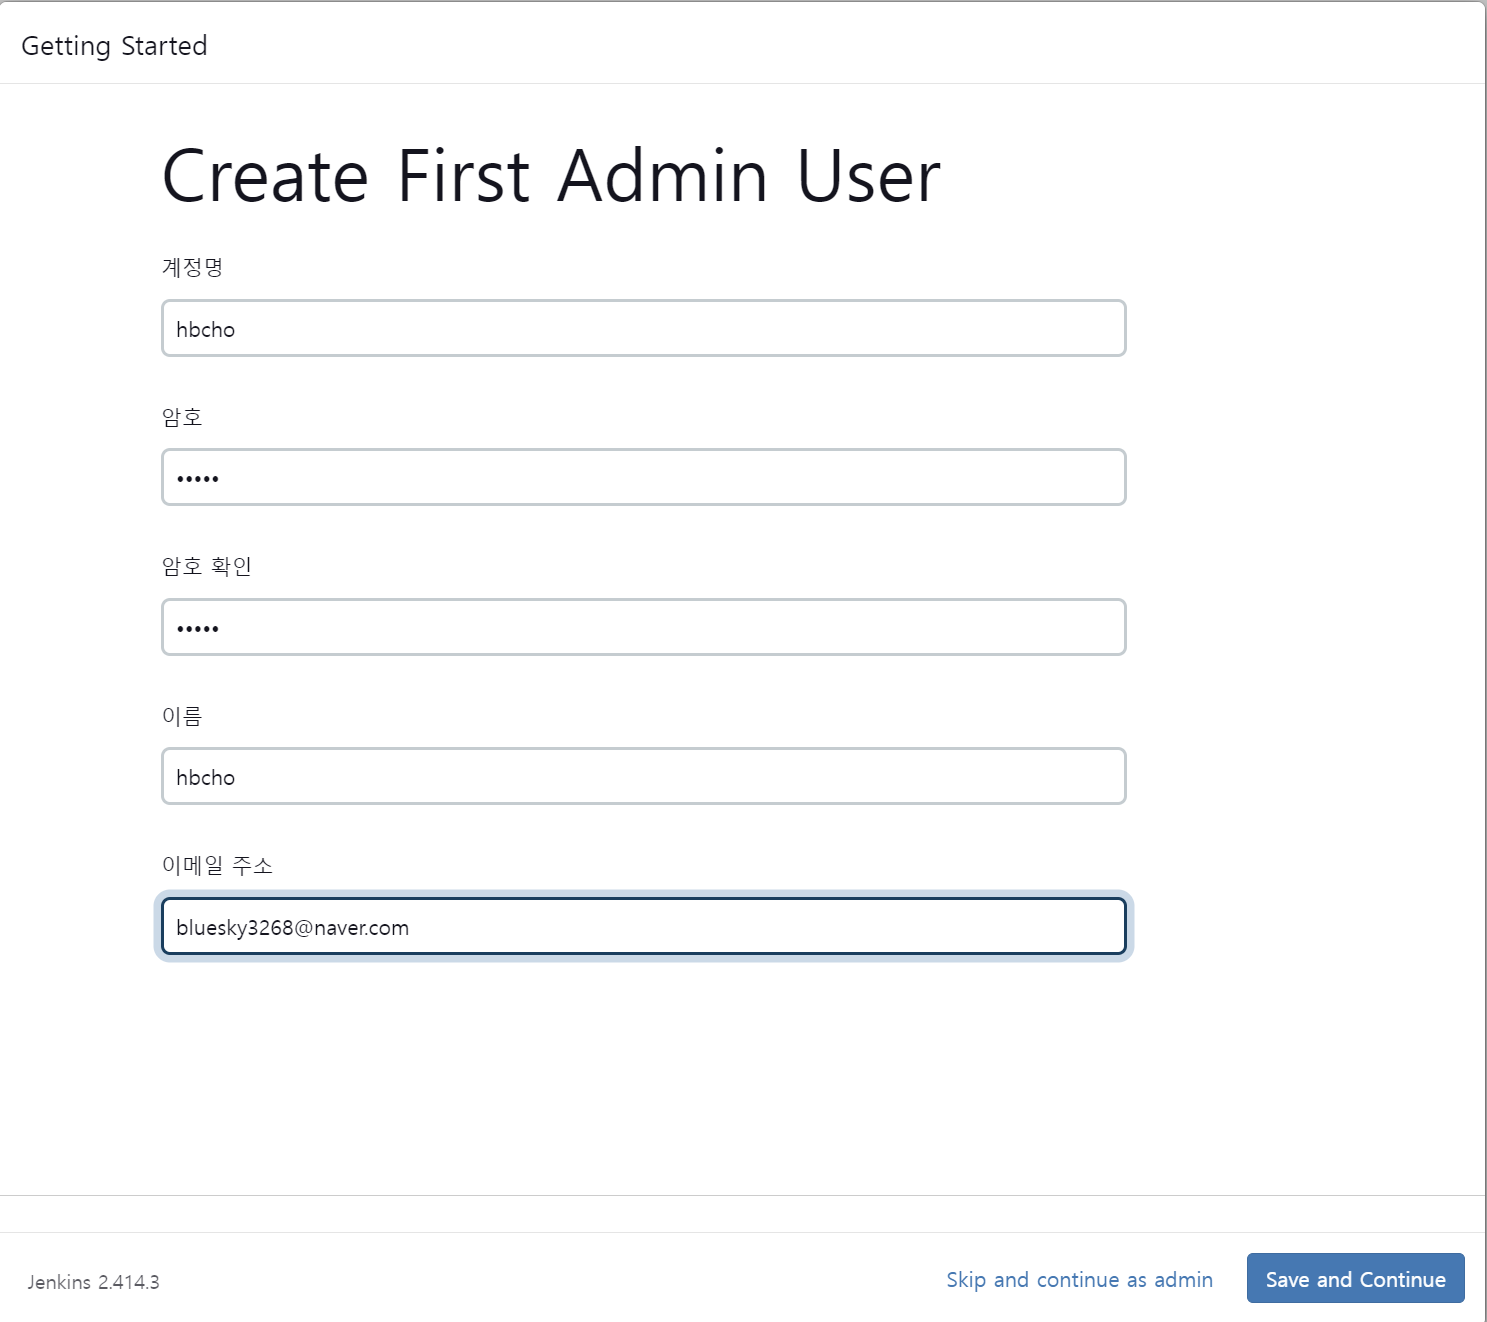 Getting Started
Create First Admin User
계정명
hbcho
암호
•••••
암호 확인
•••••
이름
hbcho
이메일 주소
bluesky3268@naver.com
Jenkins 2.414.3
Skip and continue as admin
Save and Continue